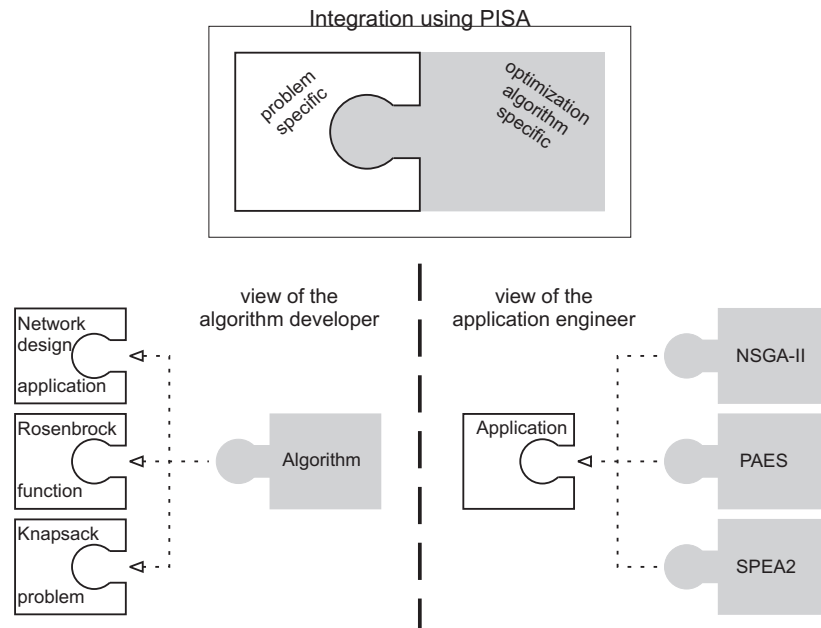 Integration using PISA
problem
specific
optimization
algorithm
specific
view of the
algorithm developer
Network
design
application
Rosenbrock
function
Knapsack
problem
Algorithm
view of the
application engineer
Application
NSGA-II
PAES
SPEA2